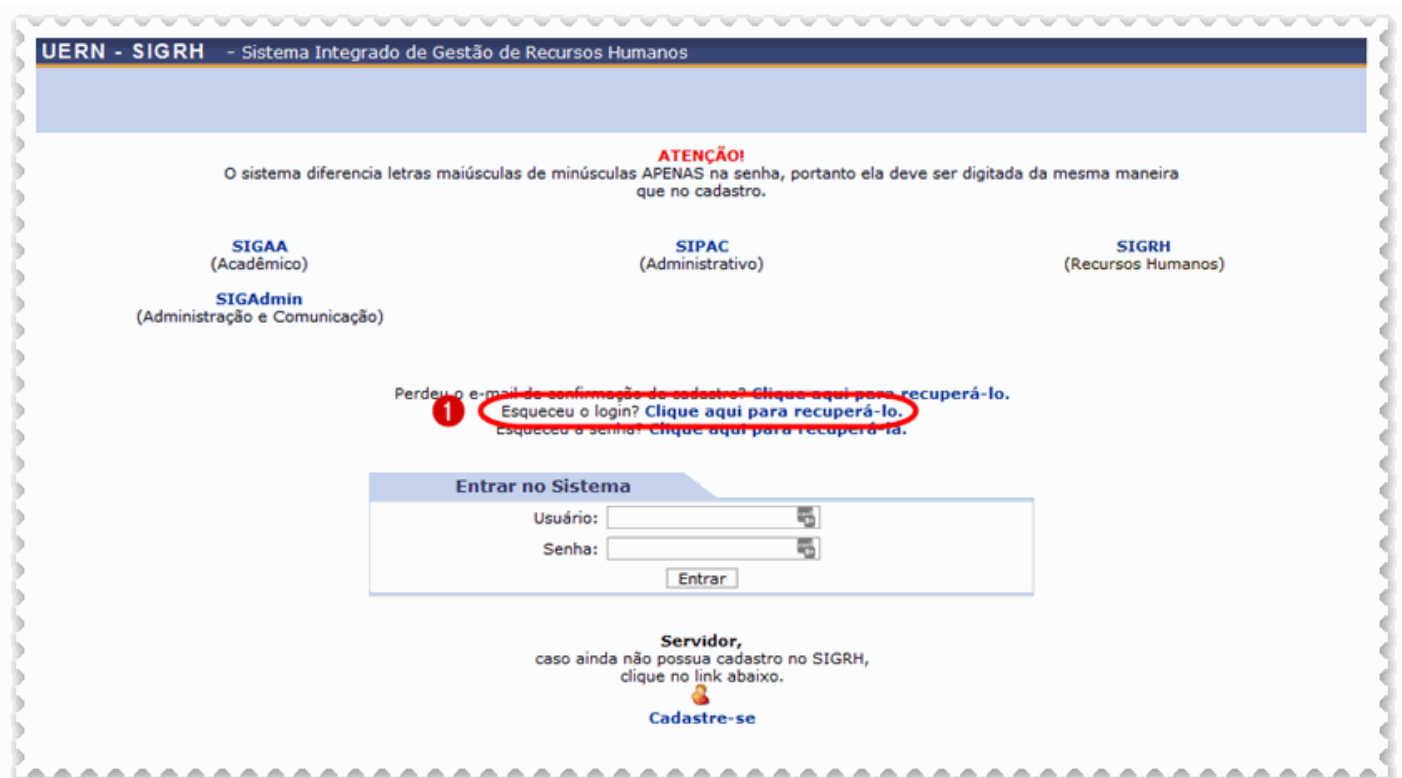 UERN - SIGRH - Sistema Integrado de Gestão de Recursos Humanos
ATENÇÃO!
O sistema diferencia letras maiúsculas de minúsculas APENAS na senha, portanto ela deve ser digitada da mesma maneira
que no cadastro.
SIGAA SIPAC SIGRH
(Acadêmico) (Administrativo) (Recursos Humanos)
SIGAdmin
(Administração e Comunicação)
Perdeu o e-mail de confirmação de cadastro? Clique aqui para recuperá-lo.
1 Esqueceu o login? Clique aqui para recuperá-lo.
Esqueceu a senha? Clique aqui para recuperá-la.
Entrar no Sistema
Usuário:
Senha:
Entrar
Servidor,
caso ainda não possua cadastro no SIGRH,
clique no link abaixo.
Cadastre-se